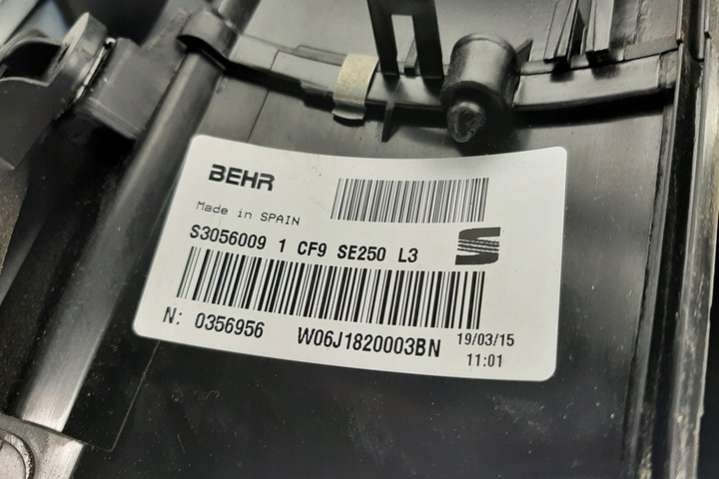 BEHR
Made in SPAIN
S3056009 1 CF9 SE250 L3
N: 0356956 W06J1820003BN 19/03/15
11:01